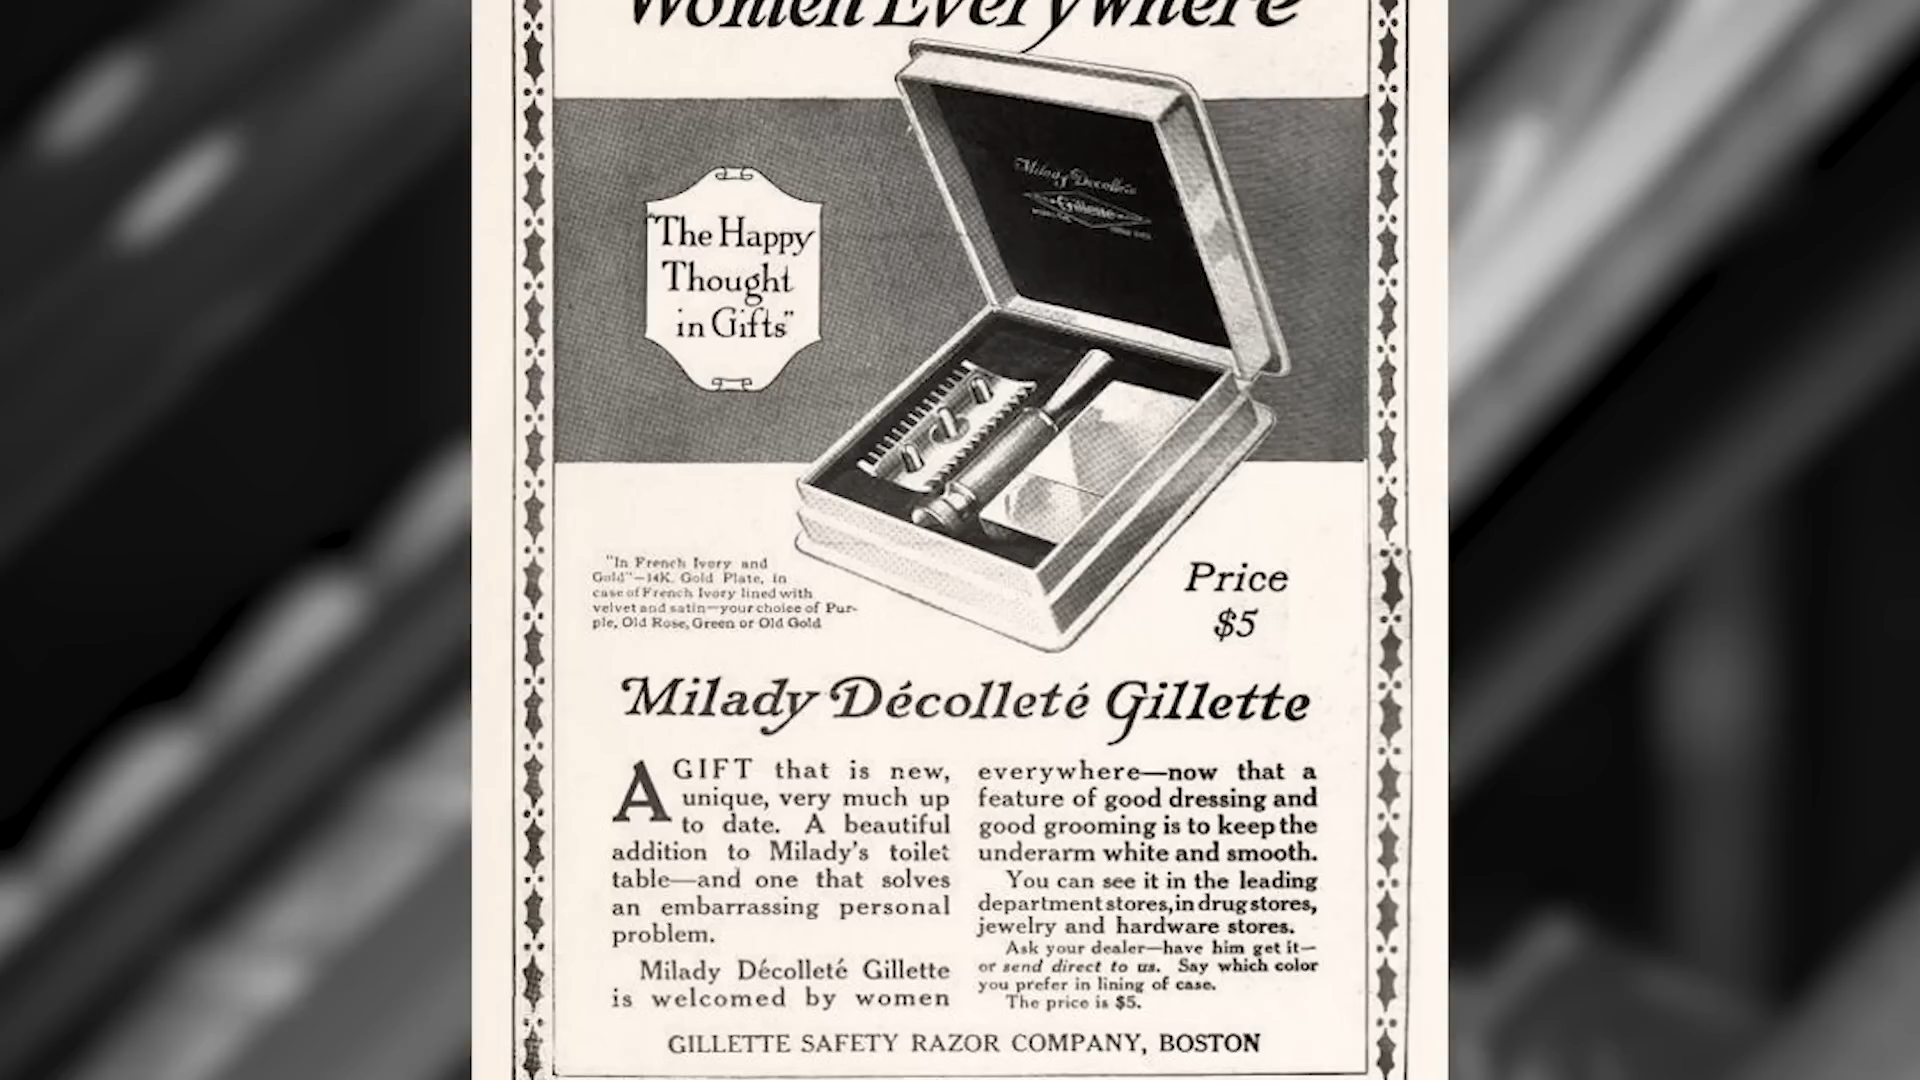 Women Everywhere
Milady Décolleté
Gillette
"The Happy
Thought
in Gifts"
"In French Ivory and
Gold"—14K. Gold Plate, in
case of French Ivory lined with
velvet and satin—your choice of Pur-
ple, Old Rose, Green or Old Gold
Price
$5
Milady Décolleté Gillette
A GIFT that is new,
unique, very much up
to date. A beautiful
addition to Milady's toilet
table—and one that solves
an embarrassing personal
problem.
Milady Décolleté Gillette
is welcomed by women
everywhere—now that a
feature of good dressing and
good grooming is to keep the
underarm white and smooth.
You can see it in the leading
department stores, in drug stores,
jewelry and hardware stores.
Ask your dealer—have him get it—
or send direct to us. Say which color
you prefer in lining of case.
The price is $5.
GILLETTE SAFETY RAZOR COMPANY, BOSTON